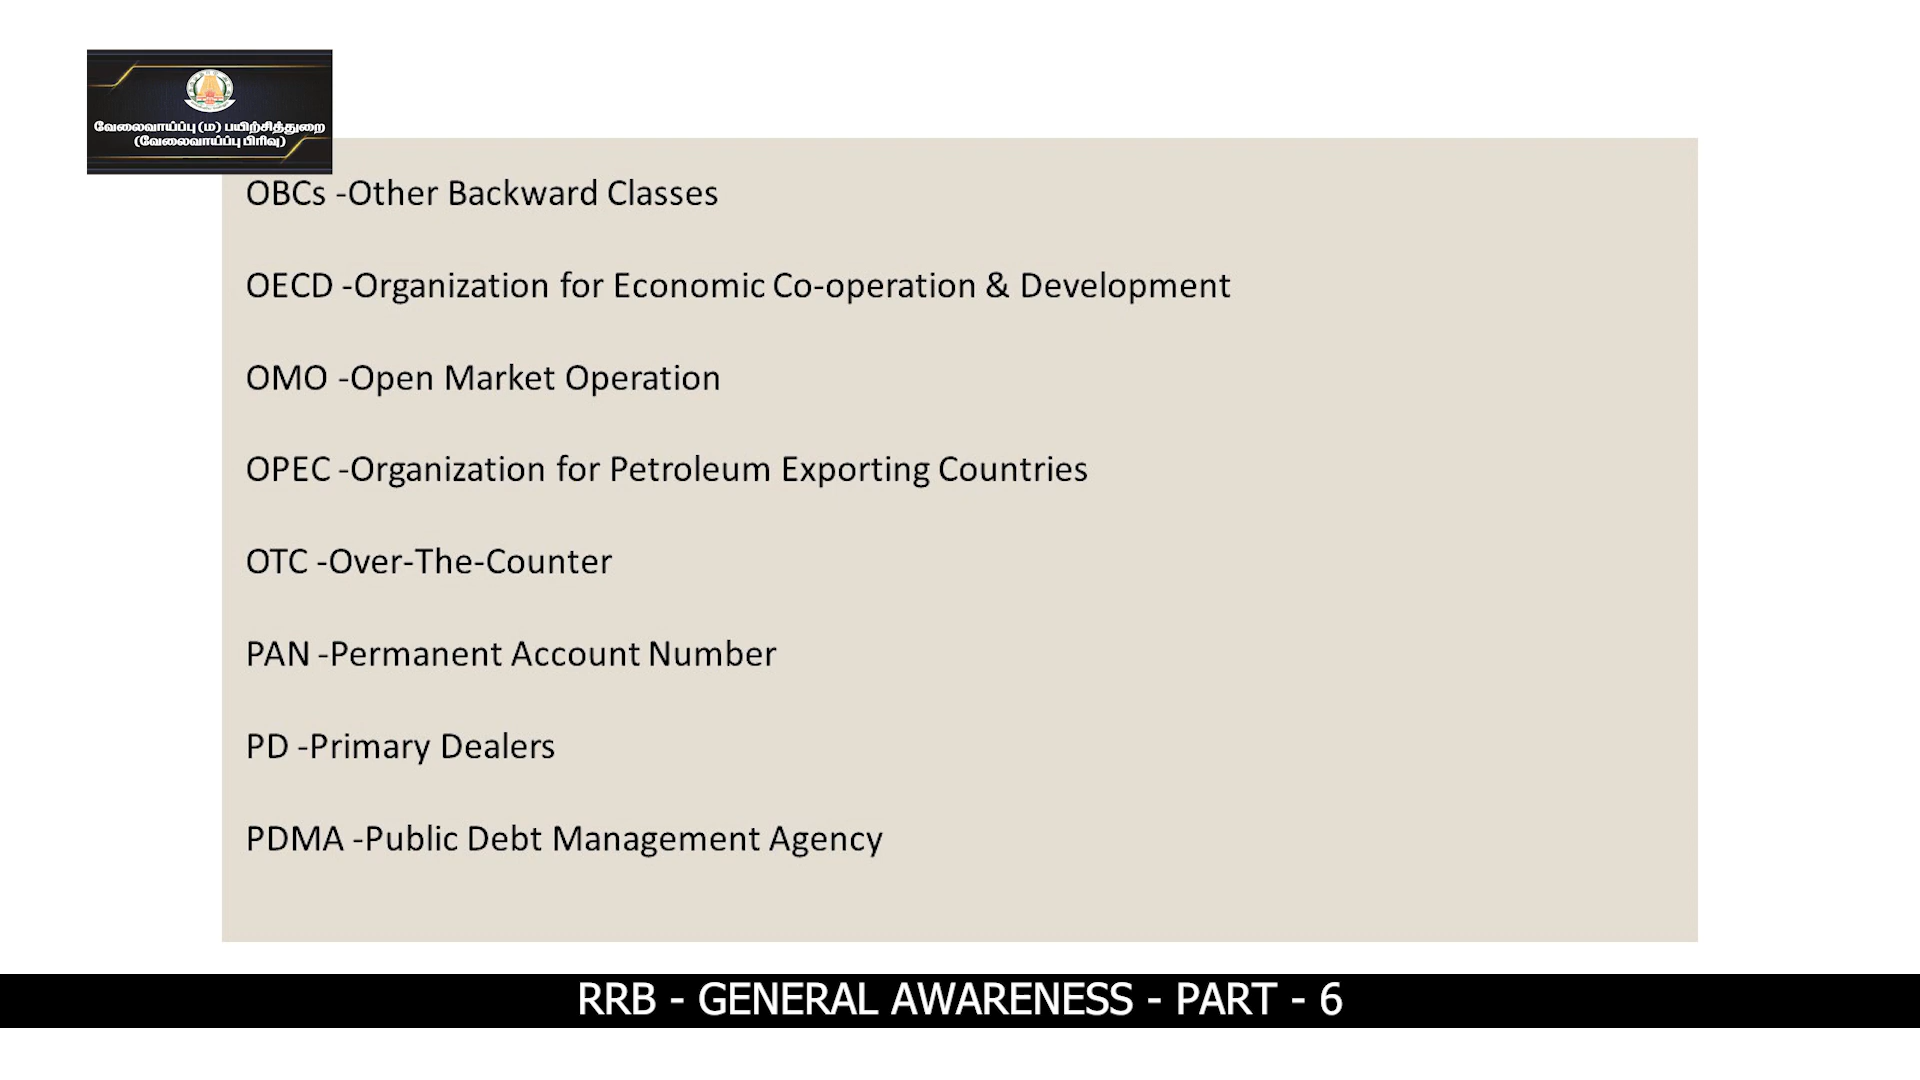 வேலைவாய்ப்பு (ம) பயிற்சித்துறை
(வேலைவாய்ப்பு பிரிவு)
OBCs -Other Backward Classes
OECD -Organization for Economic Co-operation & Development
OMO -Open Market Operation
OPEC -Organization for Petroleum Exporting Countries
OTC -Over-The-Counter
PAN -Permanent Account Number
PD -Primary Dealers
PDMA -Public Debt Management Agency
RRB - GENERAL AWARENESS - PART - 6